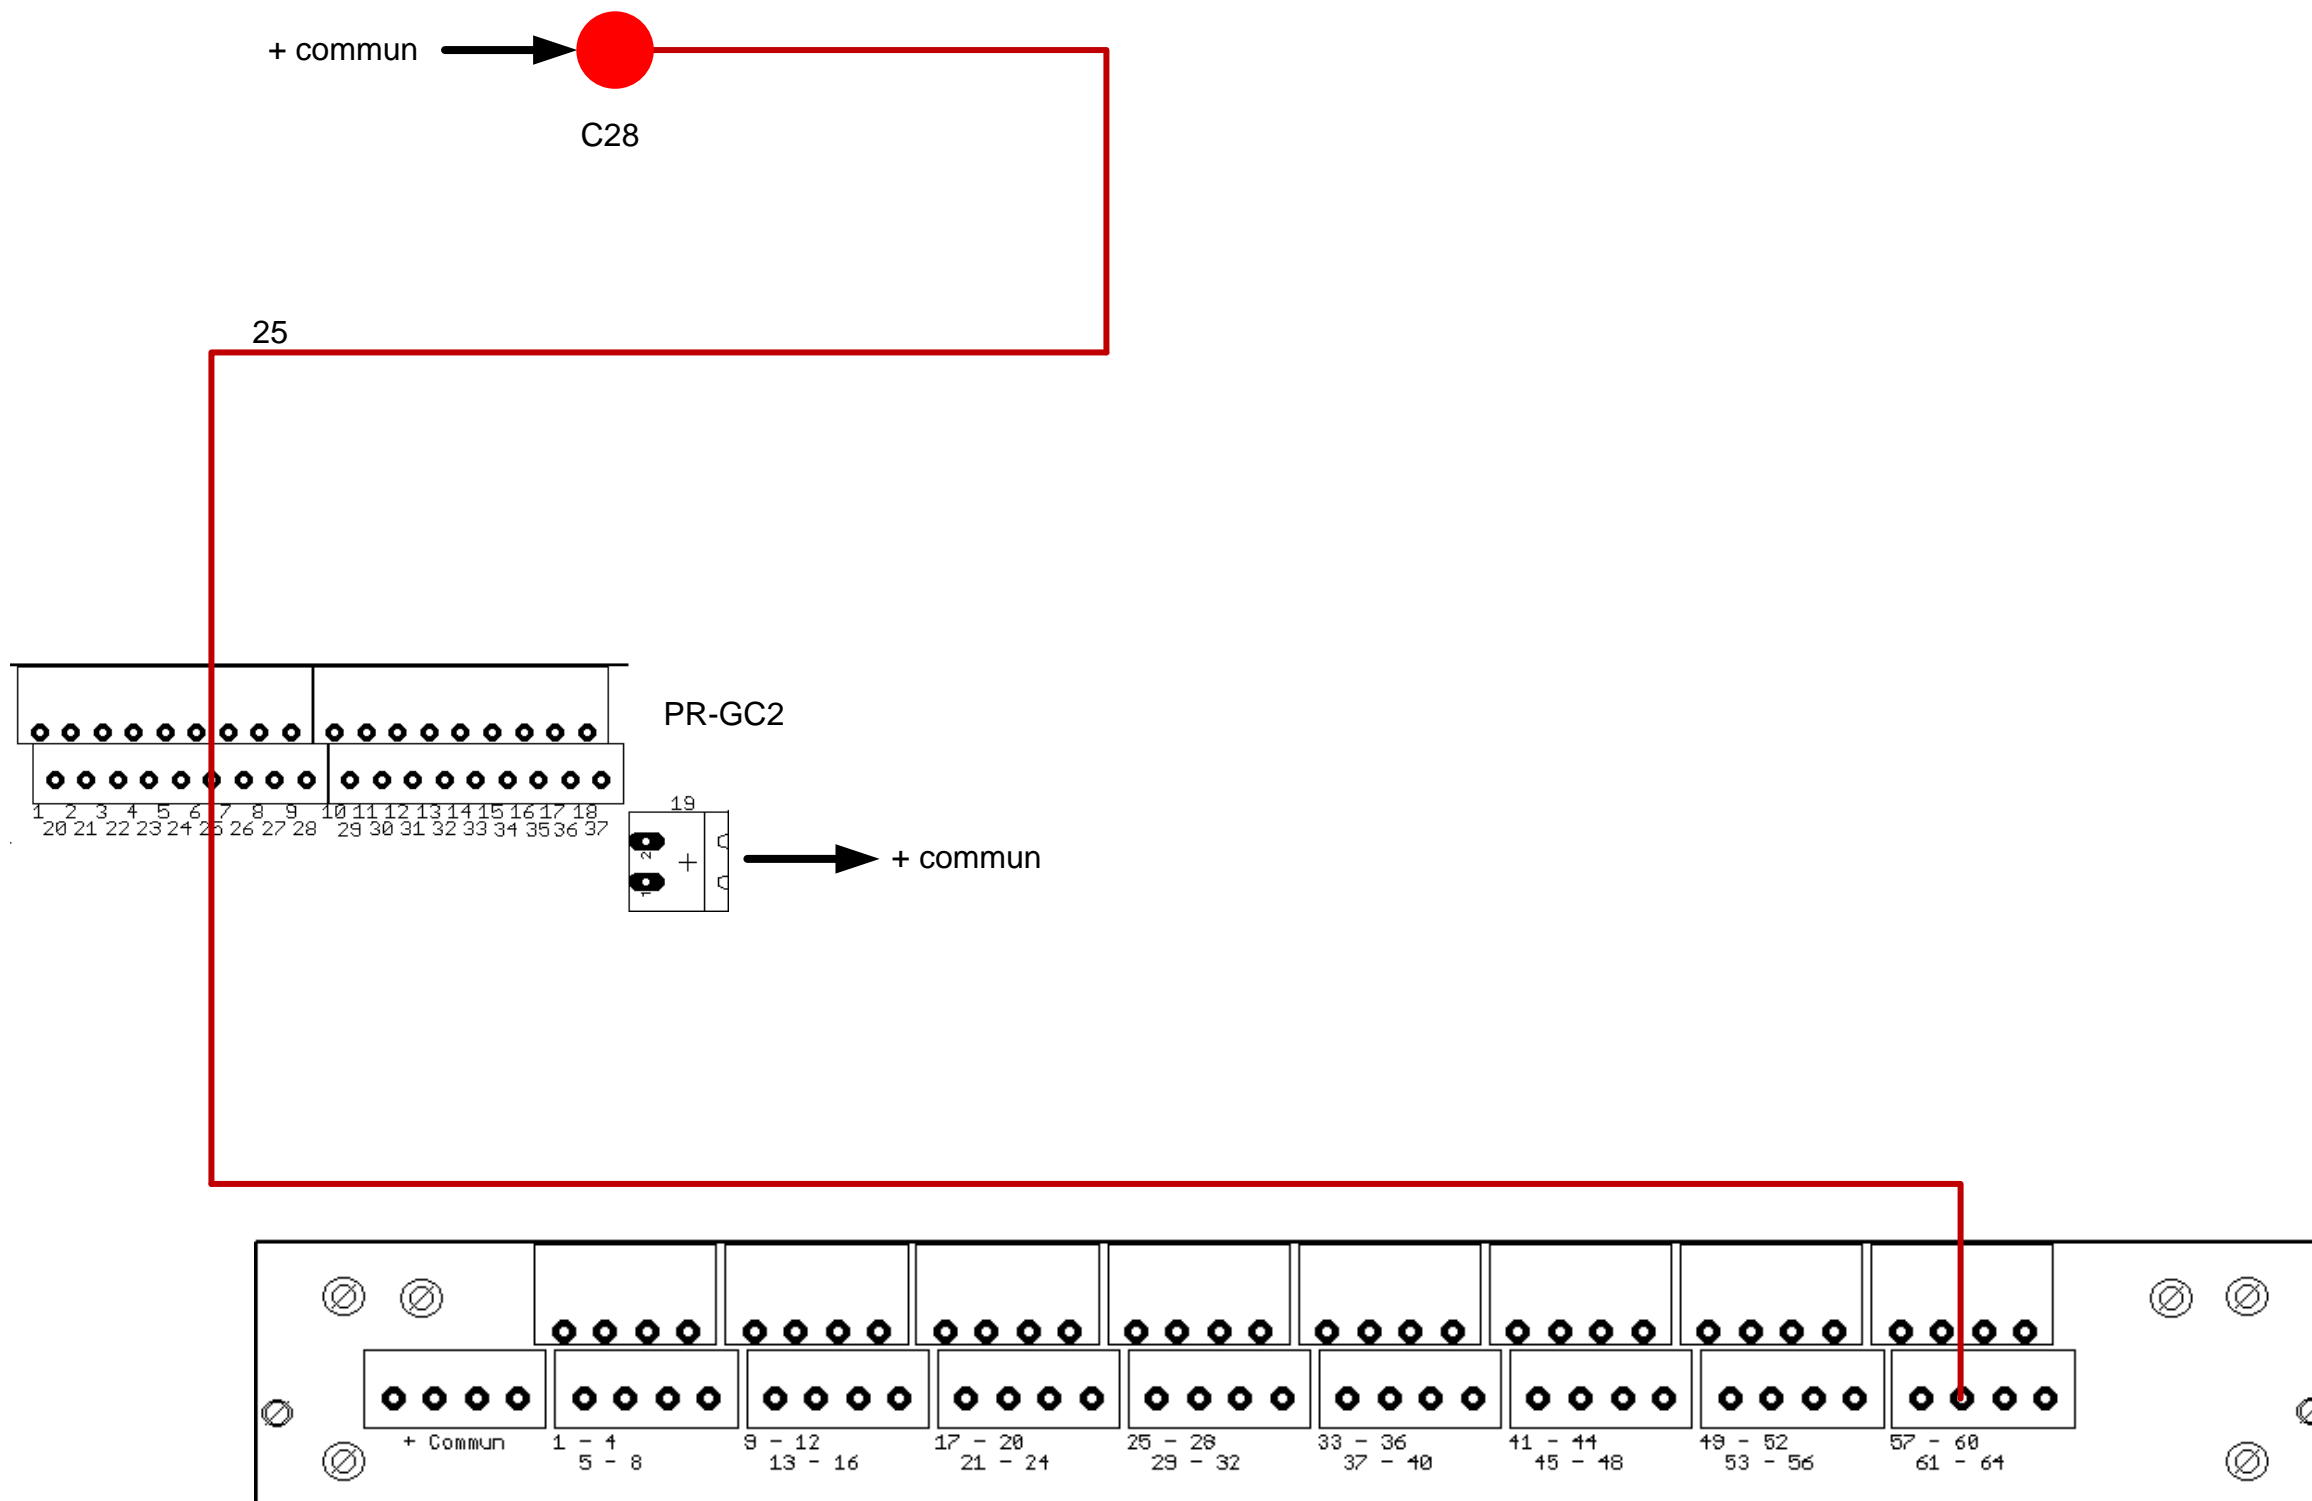 + commun
C28
25
PR-GC2
1 2 3 4 5 6 7 8 9 10 11 12 13 14 15 16 17 18
20 21 22 23 24 25 26 27 28 29 30 31 32 33 34 35 36 37
19
2
1
+
+ commun
+ Commun 1 - 4 9 - 12 17 - 20 25 - 28 33 - 36 41 - 44 49 - 52 57 - 60
5 - 8 13 - 16 21 - 24 29 - 32 37 - 40 45 - 48 53 - 56 61 - 64